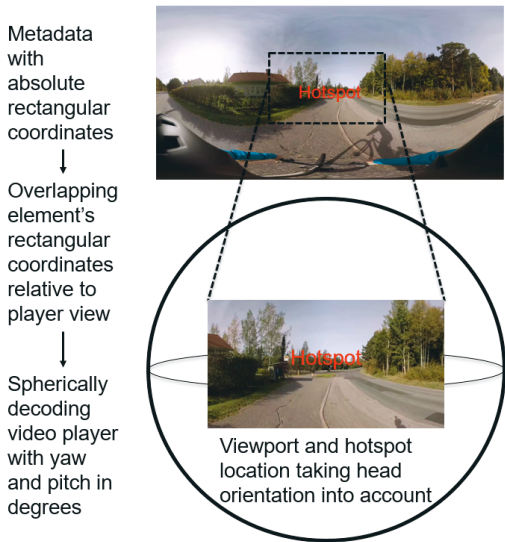 Metadata
with
absolute
rectangular
coordinates
Overlapping
element's
rectangular
coordinates
relative to
player view
Spherically
decoding
video player
with yaw
and pitch in
degrees
Hotspot
Hotspot
Viewport and hotspot
location taking head
orientation into account